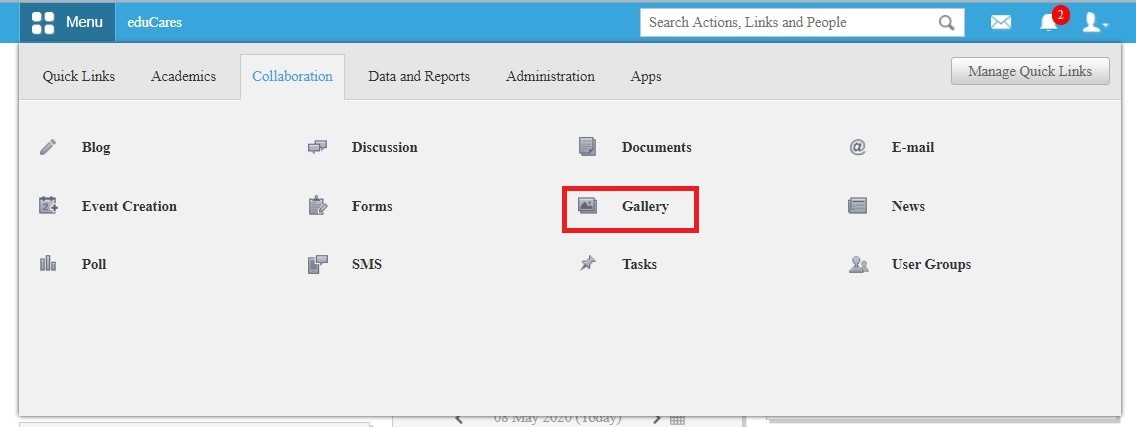 Menu eduCares Search Actions, Links and People 2
Quick Links Academics Collaboration Data and Reports Administration Apps Manage Quick Links
Blog Discussion Documents @ E-mail
Event Creation Forms Gallery News
Poll SMS Tasks User Groups
08 May 2020 (Today)